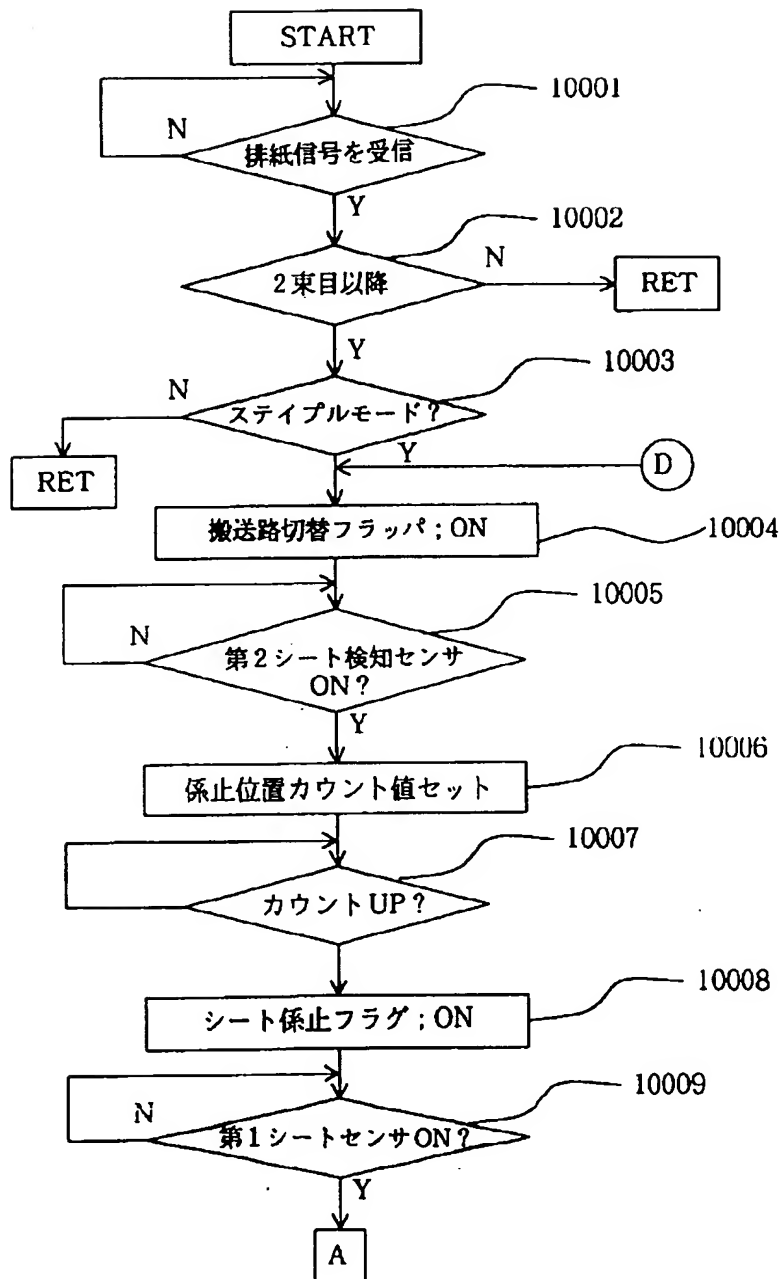 START
10001
N
排紙信号を受信
Y
10002
2束目以降
N
RET
Y
10003
N
ステイプルモード?
RET
Y
D
搬送路切替フラッパ;ON
10004
10005
N
第2シート検知センサ
ON?
Y
10006
係止位置カウント値セット
10007
カウントUP?
10008
シート係止フラグ;ON
10009
N
第1シートセンサON?
Y
A